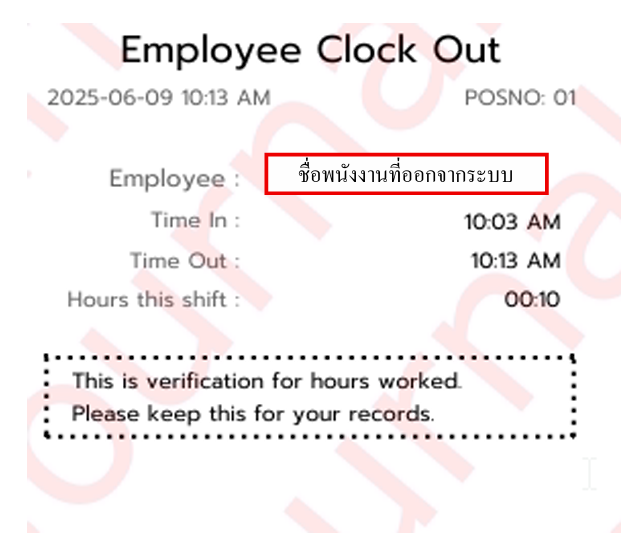 Employee Clock Out
2025-06-09 10:13 AM POSNO: 01
Employee : ชื่อพนังงานที่ออกจากระบบ
Time In : 10:03 AM
Time Out : 10:13 AM
Hours this shift : 00:10
This is verification for hours worked.
Please keep this for your records.
Journal